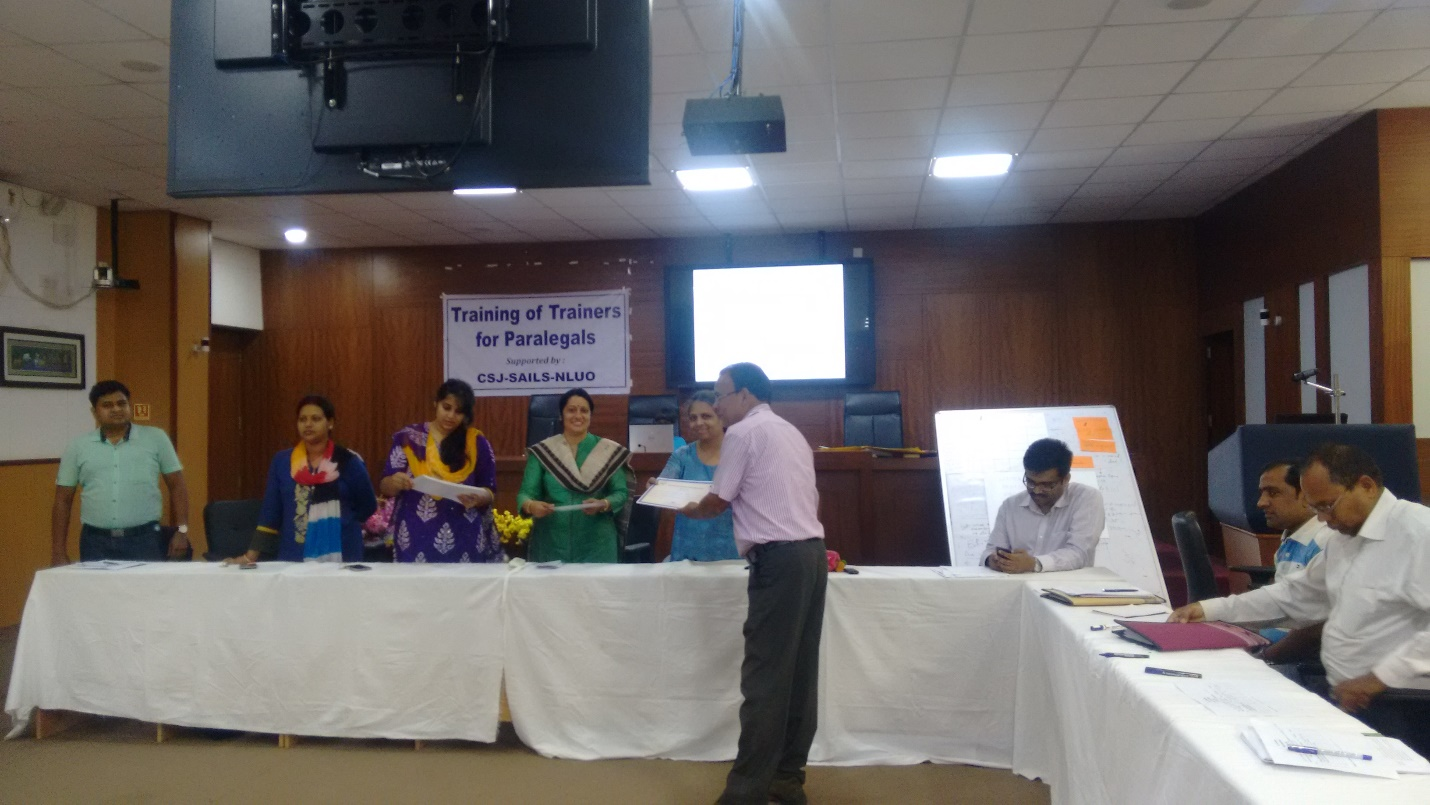 Training of Trainers
for Paralegals
Supported by :
CSJ-SAILS-NLUO